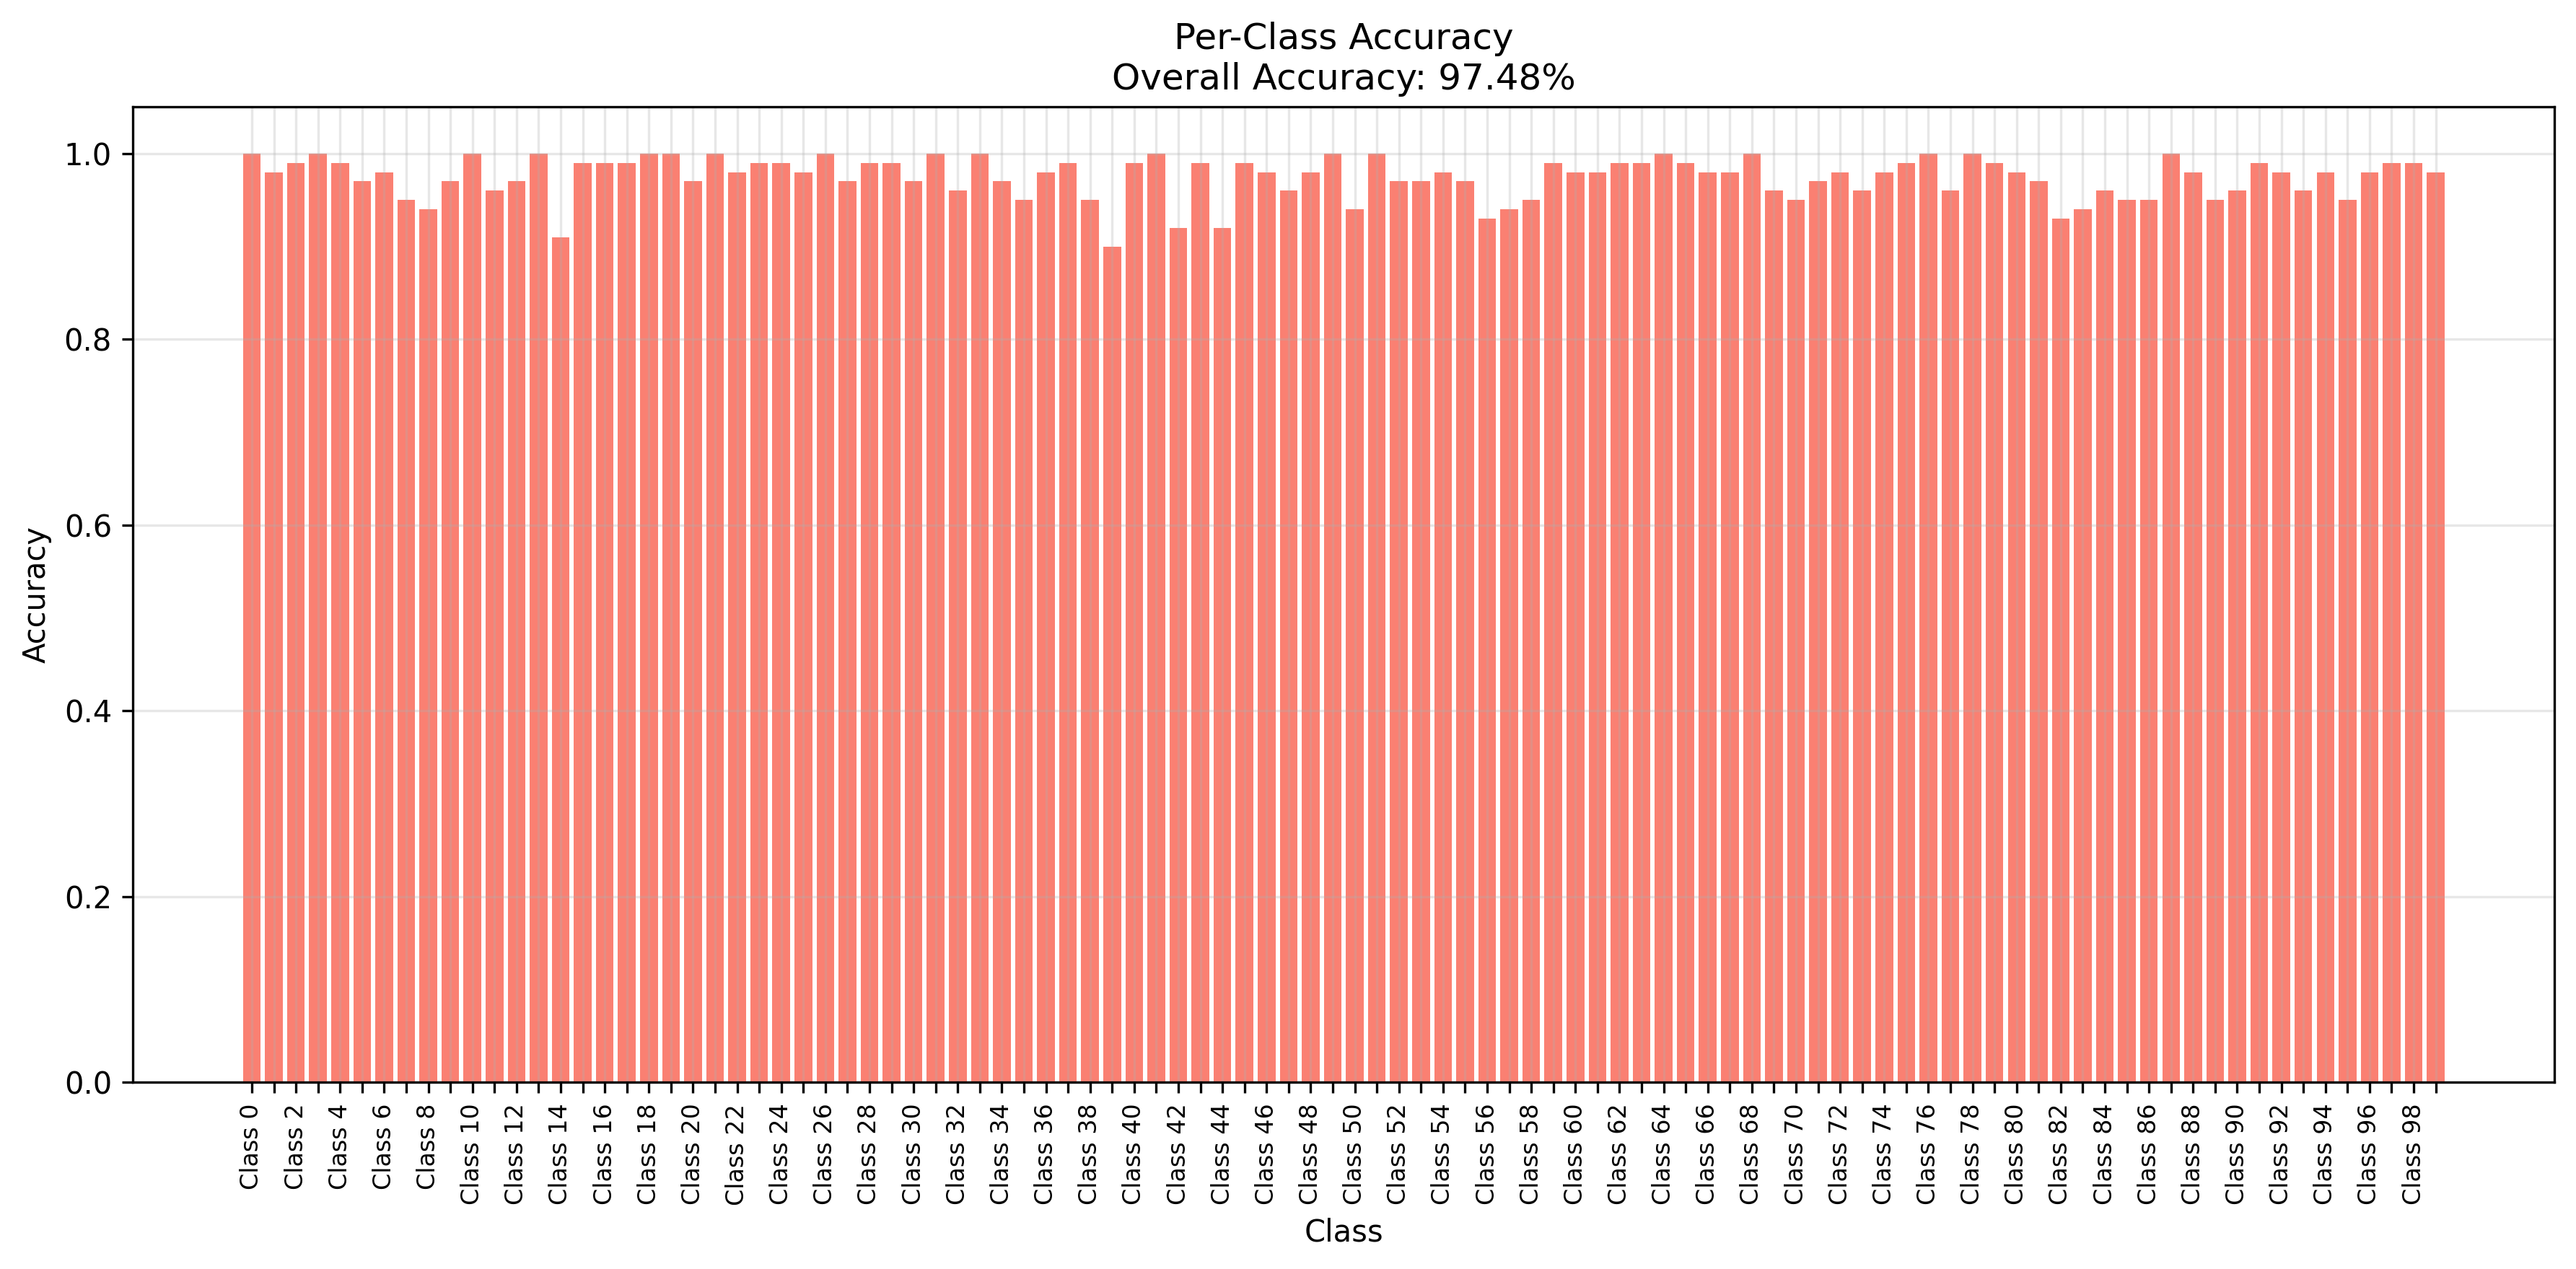 Per-Class Accuracy
Overall Accuracy: 97.48%
Accuracy
1.0
0.8
0.6
0.4
0.2
0.0
Class 0
Class 2
Class 4
Class 6
Class 8
Class 10
Class 12
Class 14
Class 16
Class 18
Class 20
Class 22
Class 24
Class 26
Class 28
Class 30
Class 32
Class 34
Class 36
Class 38
Class 40
Class 42
Class 44
Class 46
Class 48
Class 50
Class 52
Class 54
Class 56
Class 58
Class 60
Class 62
Class 64
Class 66
Class 68
Class 70
Class 72
Class 74
Class 76
Class 78
Class 80
Class 82
Class 84
Class 86
Class 88
Class 90
Class 92
Class 94
Class 96
Class 98
Class